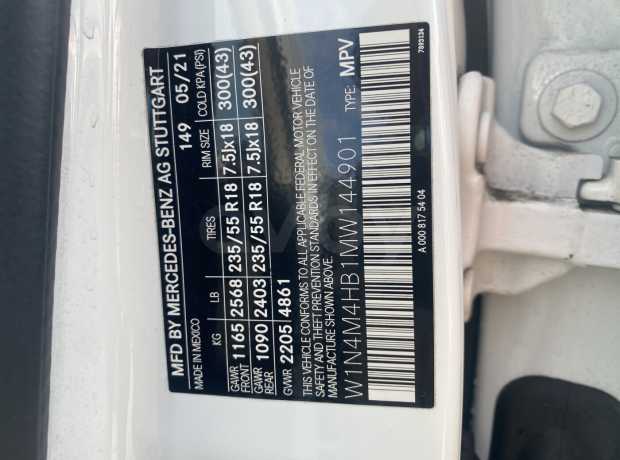 MFD BY MERCEDES-BENZ AG STUTTGART
MADE IN MEXICO 149 05/21
KG LB TIRES RIM SIZE COLD KPA(PSI)
GAWR FRONT 1165 2568 235/55 R18 7.5Jx18 300(43)
GAWR REAR 1090 2403 235/55 R18 7.5Jx18 300(43)
GVWR 2205 4861
THIS VEHICLE CONFORMS TO ALL APPLICABLE FEDERAL MOTOR VEHICLE
SAFETY AND THEFT PREVENTION STANDARDS IN EFFECT ON THE DATE OF
MANUFACTURE SHOWN ABOVE.
W1N4M4HB1MW144901 TYPE: MPV
A 000 817 54 04